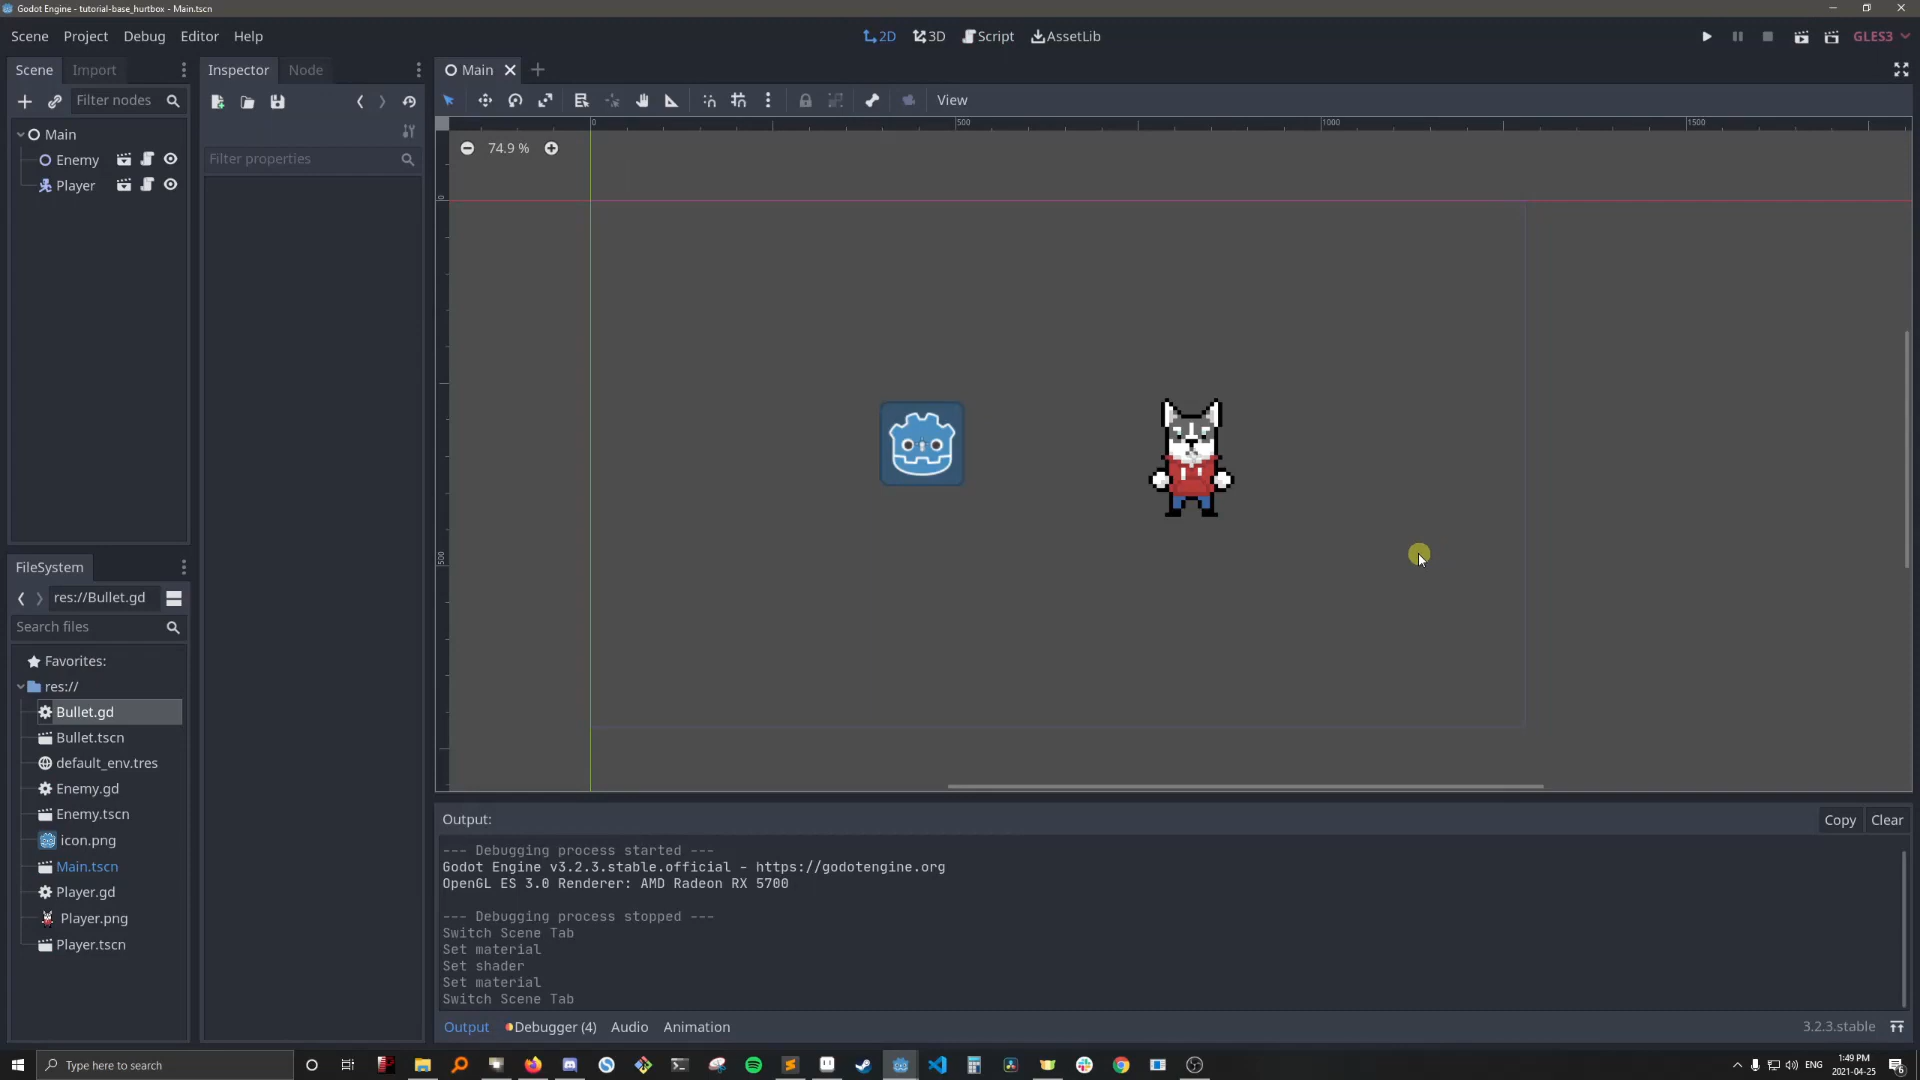 Godot Engine - tutorial-base_hurtbox - Main.tscn
Scene Project Debug Editor Help
2D 3D Script AssetLib
GLES3
Scene Import
Inspector Node
Main
Filter nodes
View
Main
Enemy
Player
Filter properties
74.9 %
0 500 1000 1500
0
500
FileSystem
res://Bullet.gd
Search files
Favorites:
res://
Bullet.gd
Bullet.tscn
default_env.tres
Enemy.gd
Enemy.tscn
icon.png
Main.tscn
Player.gd
Player.png
Player.tscn
Output:
Copy Clear
--- Debugging process started ---
Godot Engine v3.2.3.stable.official - https://godotengine.org
OpenGL ES 3.0 Renderer: AMD Radeon RX 5700
--- Debugging process stopped ---
Switch Scene Tab
Set material
Set shader
Set material
Switch Scene Tab
Output Debugger (4) Audio Animation
3.2.3.stable
Type here to search
ENG
1:49 PM
2021-04-25